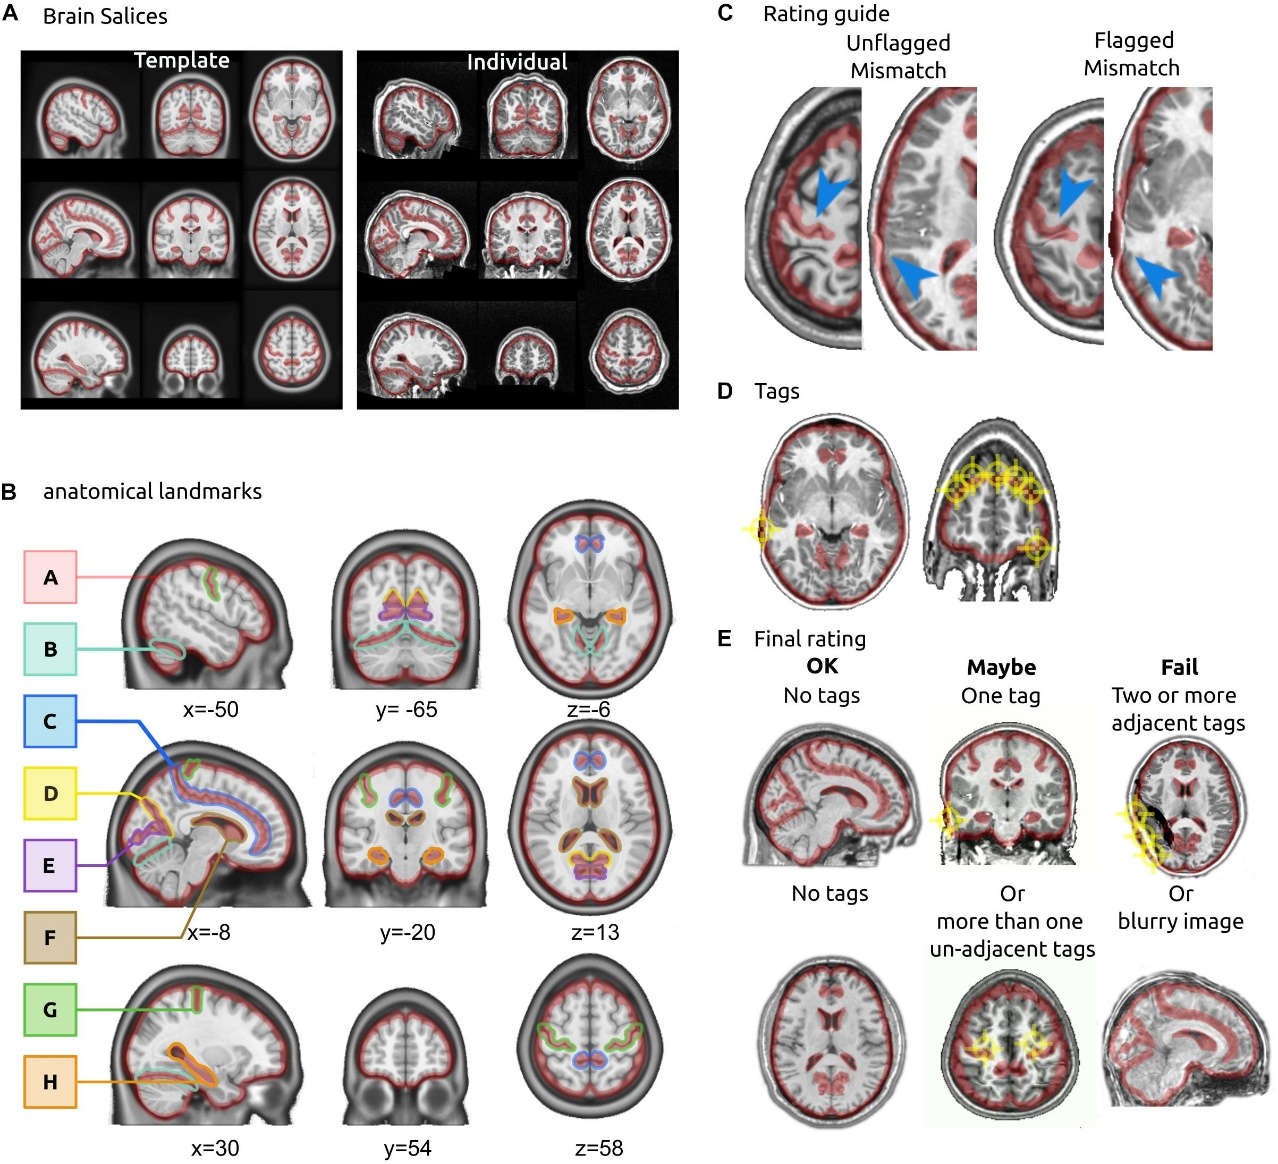 A Brain Salices
Template
Individual
B anatomical landmarks
A
B
C
D
E
F
G
H
x=-50
y= -65
z=-6
x=-8
y=-20
z=13
x=30
y=54
z=58
C Rating guide
Unflagged
Mismatch
Flagged
Mismatch
D Tags
E Final rating
OK
No tags
Maybe
One tag
Fail
Two or more
adjacent tags
No tags
Or
more than one
un-adjacent tags
Or
blurry image